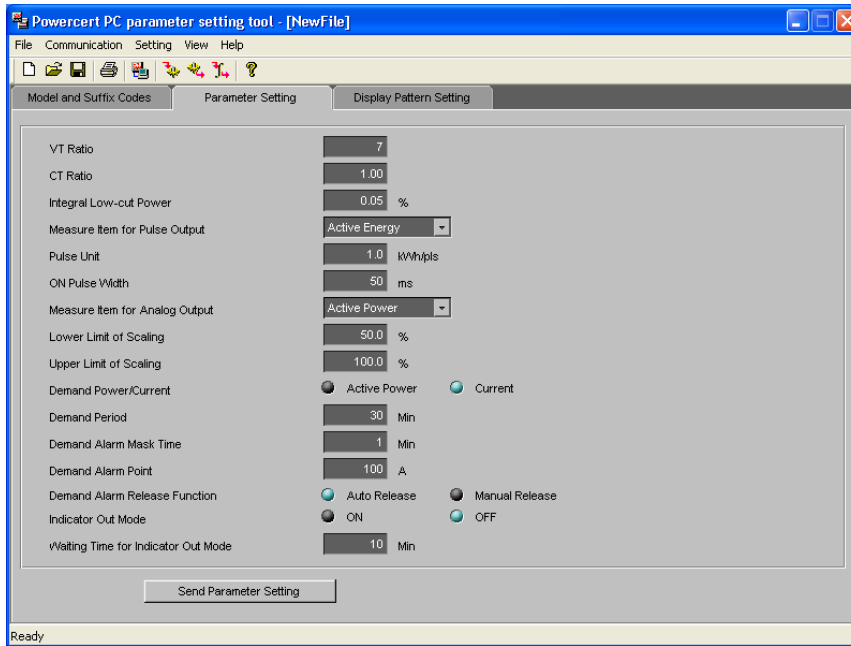 Powercert PC parameter setting tool - [NewFile]
File Communication Setting View Help
Model and Suffix Codes Parameter Setting Display Pattern Setting
VT Ratio 7
CT Ratio 1.00
Integral Low-cut Power 0.05 %
Measure Item for Pulse Output Active Energy
Pulse Unit 1.0 kWh/pls
ON Pulse Width 50 ms
Measure Item for Analog Output Active Power
Lower Limit of Scaling 50.0 %
Upper Limit of Scaling 100.0 %
Demand Power/Current Active Power Current
Demand Period 30 Min
Demand Alarm Mask Time 1 Min
Demand Alarm Point 100 A
Demand Alarm Release Function Auto Release Manual Release
Indicator Out Mode ON OFF
Waiting Time for Indicator Out Mode 10 Min
Send Parameter Setting
Ready